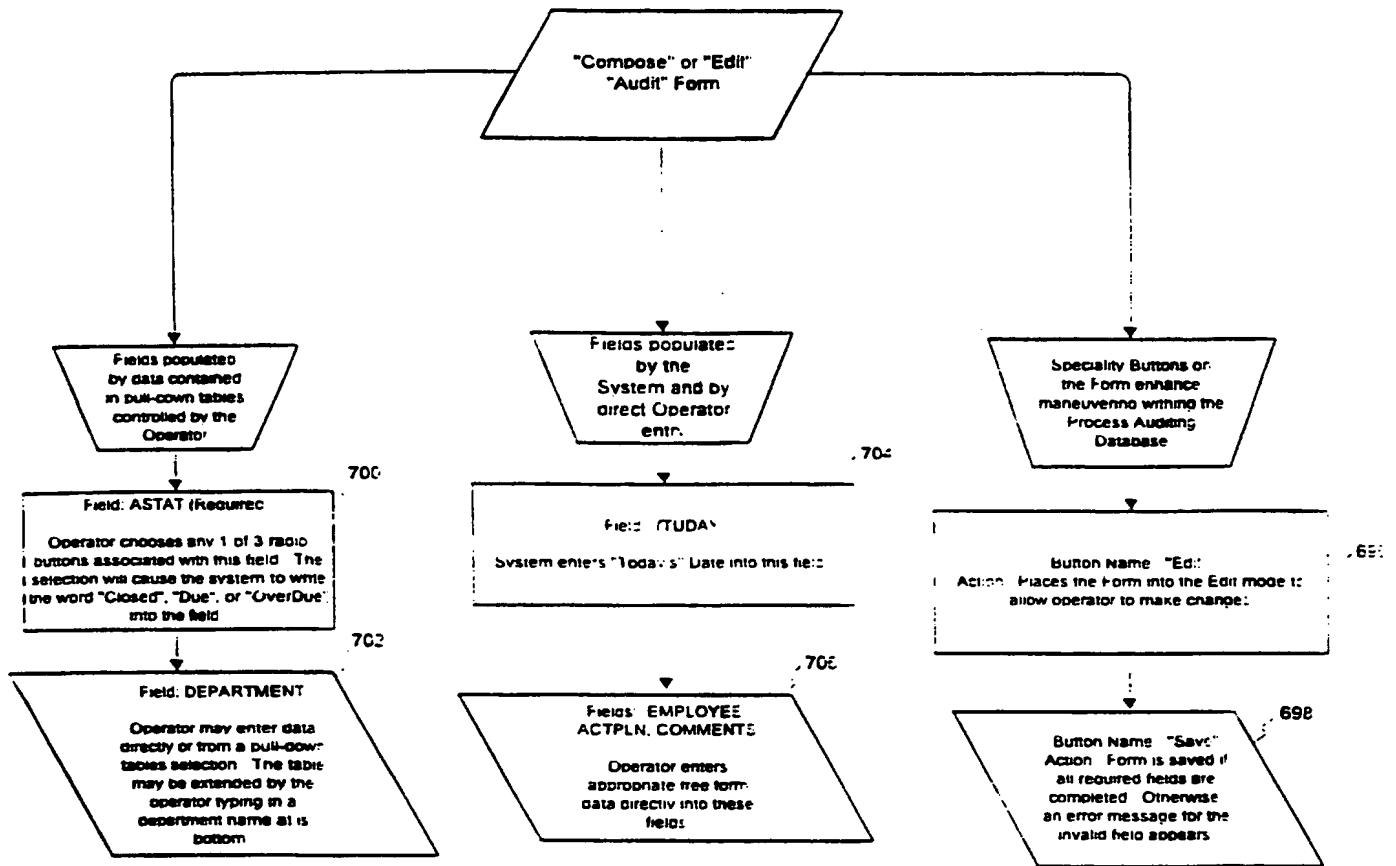 "Compose" or "Edit"
"Audit" Form
Fields populated
by data contained
in pull-down tables
controlled by the
Operator
700
Field: ASTAT (Required
Operator chooses any 1 of 3 radio
buttons associated with this field  The
selection will cause the system to write
the word "Closed", "Due", or "OverDue"
into the field
702
Field: DEPARTMENT
Operator may enter data
directly or from a pull-down
tables selection  The table
may be extended by the
operator typing in a
department name at is
bottom
Fields populated
by the
System and by
direct Operator
entry
704
Field
System enters "Today's" Date into this field
706
Fields: EMPLOYEE
ACTPLN, COMMENTS
Operator enters
appropriate free form
data directly into these
fields
Speciality Buttons on
the Form enhance
maneuvering withing the
Process Auditing
Database
Button Name  "Edit
Action  Places the Form into the Edit mode to
allow operator to make changes
698
Button Name  "Save"
Action  Form is saved if
all required fields are
completed  Otherwise
an error message for the
invalid field appears